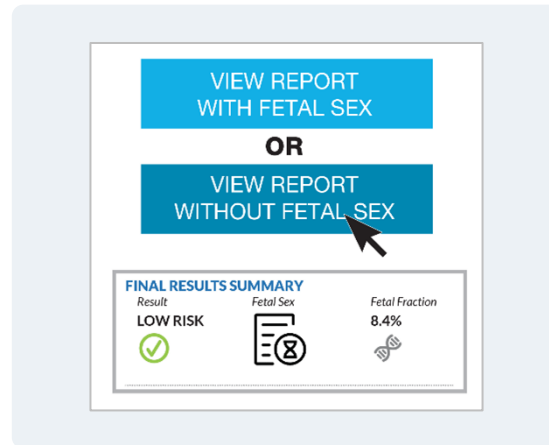 VIEW REPORT
WITH FETAL SEX
OR
VIEW REPORT
WITHOUT FETAL SEX
FINAL RESULTS SUMMARY
Result Fetal Sex Fetal Fraction
LOW RISK 8.4%